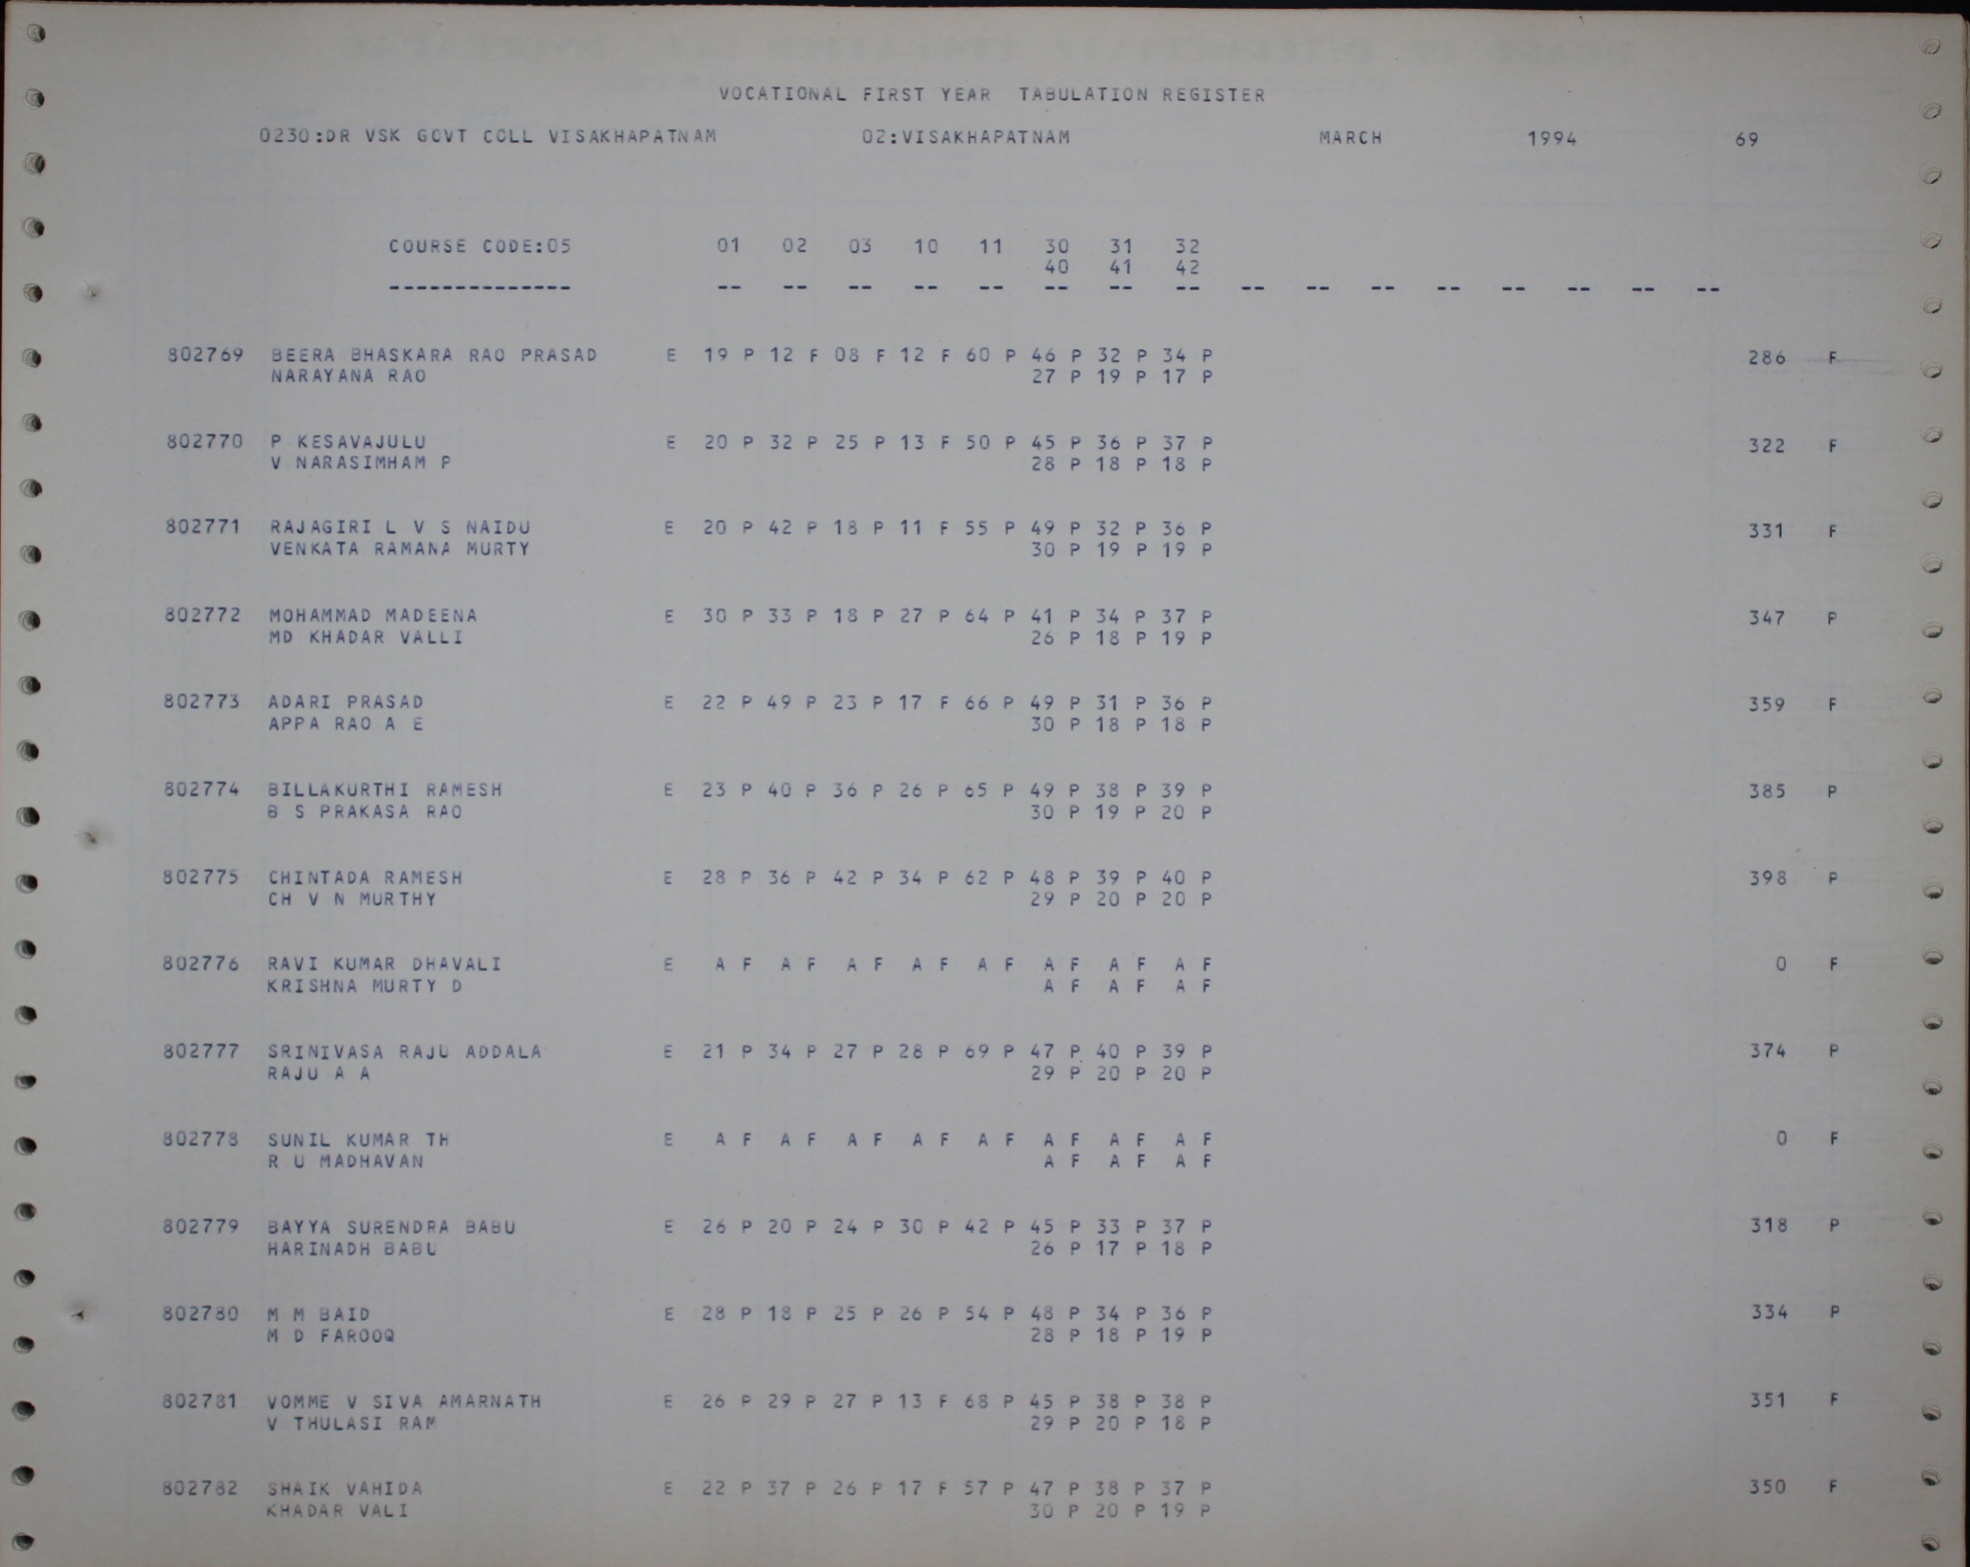 VOCATIONAL FIRST YEAR TABULATION REGISTER
0230:DR VSK GOVT COLL VISAKHAPATNAM 02:VISAKHAPATNAM MARCH 1994 69
COURSE CODE:05 01 02 03 10 11 30 31 32
40 41 42
-------------- -- -- -- -- -- -- -- -- -- -- -- -- -- -- -- --
802769 BEERA BHASKARA RAO PRASAD E 19 P 12 F 08 F 12 F 60 P 46 P 32 P 34 P 286 F
NARAYANA RAO 27 P 19 P 17 P
802770 P KESAVAJULU E 20 P 32 P 25 P 13 F 50 P 45 P 36 P 37 P 322 F
V NARASIMHAM P 28 P 18 P 18 P
802771 RAJAGIRI L V S NAIDU E 20 P 42 P 18 P 11 F 55 P 49 P 32 P 36 P 331 F
VENKATA RAMANA MURTY 30 P 19 P 19 P
802772 MOHAMMAD MADEENA E 30 P 33 P 18 P 27 P 64 P 41 P 34 P 37 P 347 P
MD KHADAR VALLI 26 P 18 P 19 P
802773 ADARI PRASAD E 22 P 49 P 23 P 17 F 66 P 49 P 31 P 36 P 359 F
APPA RAO A E 30 P 18 P 18 P
802774 BILLAKURTHI RAMESH E 23 P 40 P 36 P 26 P 65 P 49 P 38 P 39 P 385 P
B S PRAKASA RAO 30 P 19 P 20 P
802775 CHINTADA RAMESH E 28 P 36 P 42 P 34 P 62 P 48 P 39 P 40 P 398 P
CH V N MURTHY 29 P 20 P 20 P
802776 RAVI KUMAR DHAVALI E A F A F A F A F A F A F A F A F 0 F
KRISHNA MURTY D A F A F A F
802777 SRINIVASA RAJU ADDALA E 21 P 34 P 27 P 28 P 69 P 47 P 40 P 39 P 374 P
RAJU A A 29 P 20 P 20 P
802778 SUNIL KUMAR TH E A F A F A F A F A F A F A F A F 0 F
R U MADHAVAN A F A F A F
802779 BAYYA SURENDRA BABU E 26 P 20 P 24 P 30 P 42 P 45 P 33 P 37 P 318 P
HARINADH BABU 26 P 17 P 18 P
802780 M M BAID E 28 P 18 P 25 P 26 P 54 P 48 P 34 P 36 P 334 P
M D FAROOQ 28 P 18 P 19 P
802781 VOMME V SIVA AMARNATH E 26 P 29 P 27 P 13 F 68 P 45 P 38 P 38 P 351 F
V THULASI RAM 29 P 20 P 18 P
802782 SHAIK VAHIDA E 22 P 37 P 26 P 17 F 57 P 47 P 38 P 37 P 350 F
KHADAR VALI 30 P 20 P 19 P